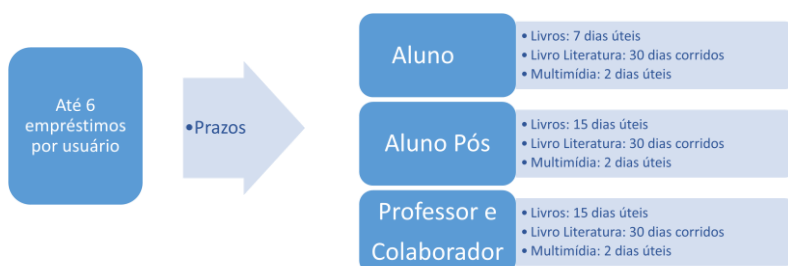 Até 6
empréstimos
por usuário
•Prazos
Aluno
• Livros: 7 dias úteis
• Livro Literatura: 30 dias corridos
• Multimídia: 2 dias úteis
Aluno Pós
• Livros: 15 dias úteis
• Livro Literatura: 30 dias corridos
• Multimídia: 2 dias úteis
Professor e
Colaborador
• Livros: 15 dias úteis
• Livro Literatura: 30 dias corridos
• Multimídia: 2 dias úteis